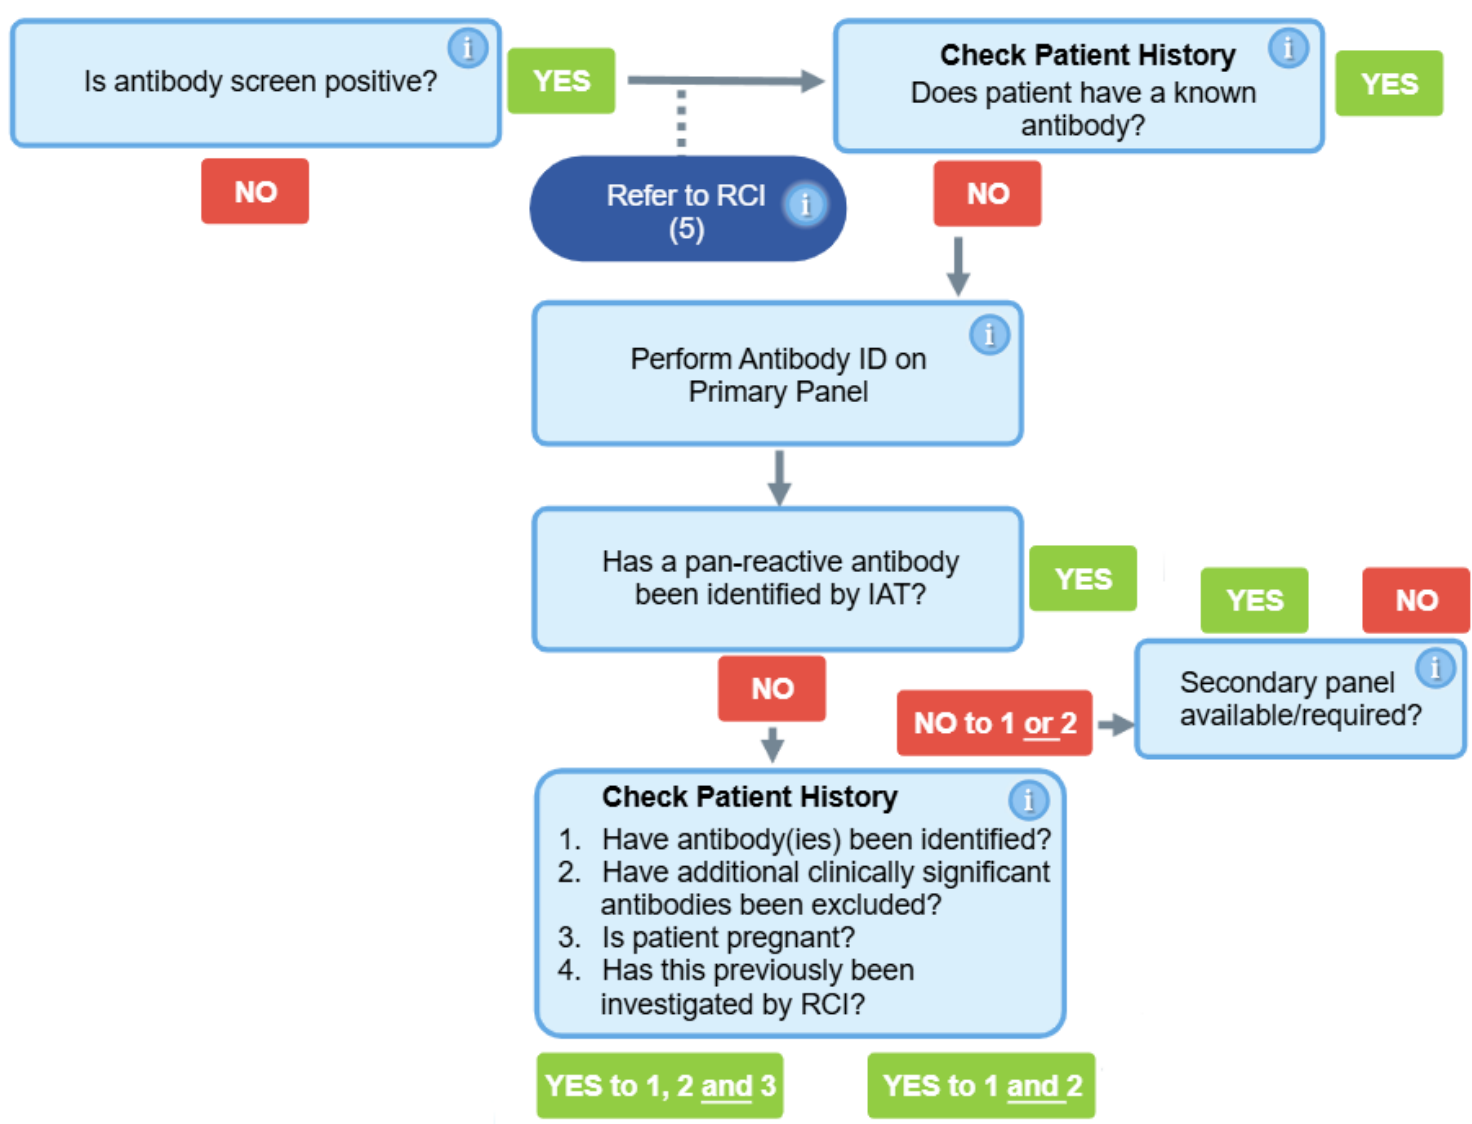 Is antibody screen positive?
YES
NO
Refer to RCI
(5)
Check Patient History
Does patient have a known
antibody?
YES
NO
Perform Antibody ID on
Primary Panel
Has a pan-reactive antibody
been identified by IAT?
YES
NO
YES
NO
Secondary panel
available/required?
NO to 1 or 2
Check Patient History
1. Have antibody(ies) been identified?
2. Have additional clinically significant
antibodies been excluded?
3. Is patient pregnant?
4. Has this previously been
investigated by RCI?
YES to 1, 2 and 3
YES to 1 and 2